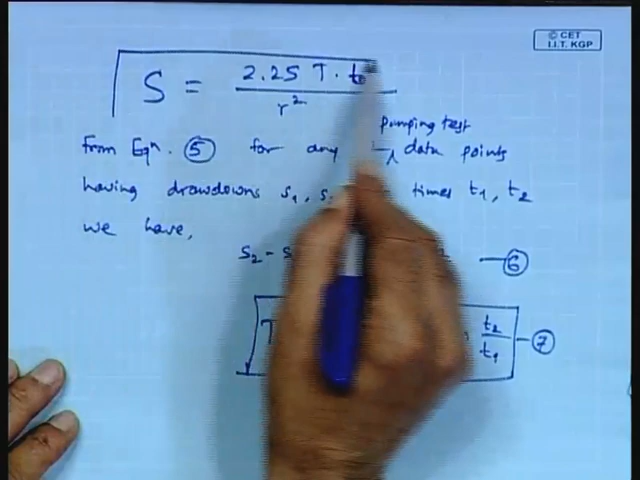 © CET
I.I.T. KGP
S = 2.25 T · t₀ / r²
pumping test
From Eqn. ⑤ for any data points
having drawdowns s₁, times t₁, t₂
we have,
s₂ - s — ⑥
t₂ / t₁ — ⑦